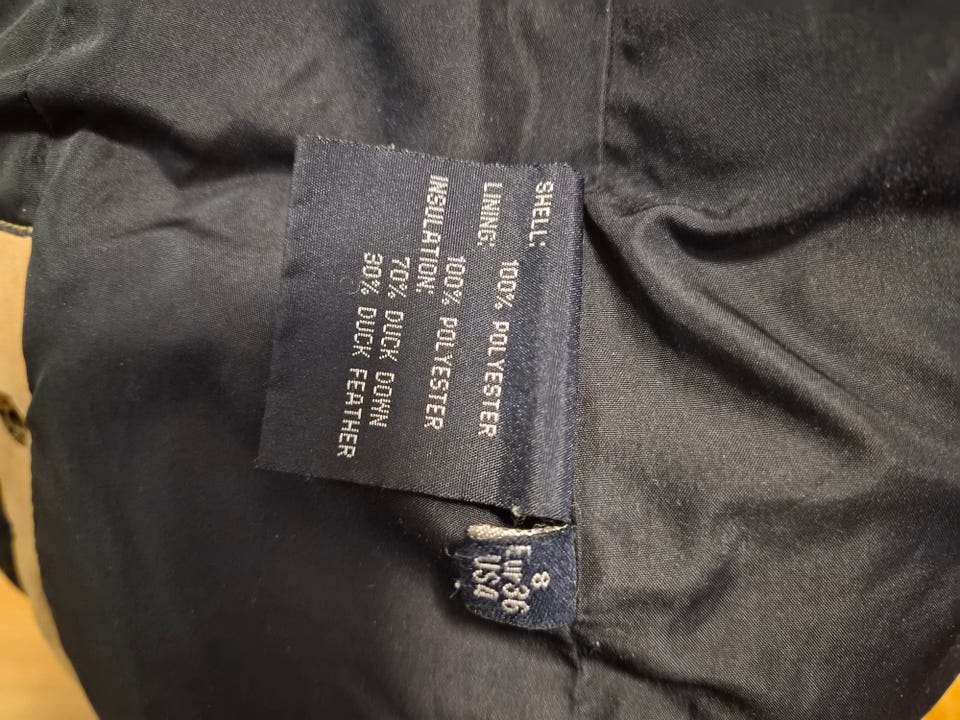 SHELL:
100% POLYESTER
LINING:
100% POLYESTER
INSULATION:
70% DUCK DOWN
30% DUCK FEATHER
8
Eur36
USA